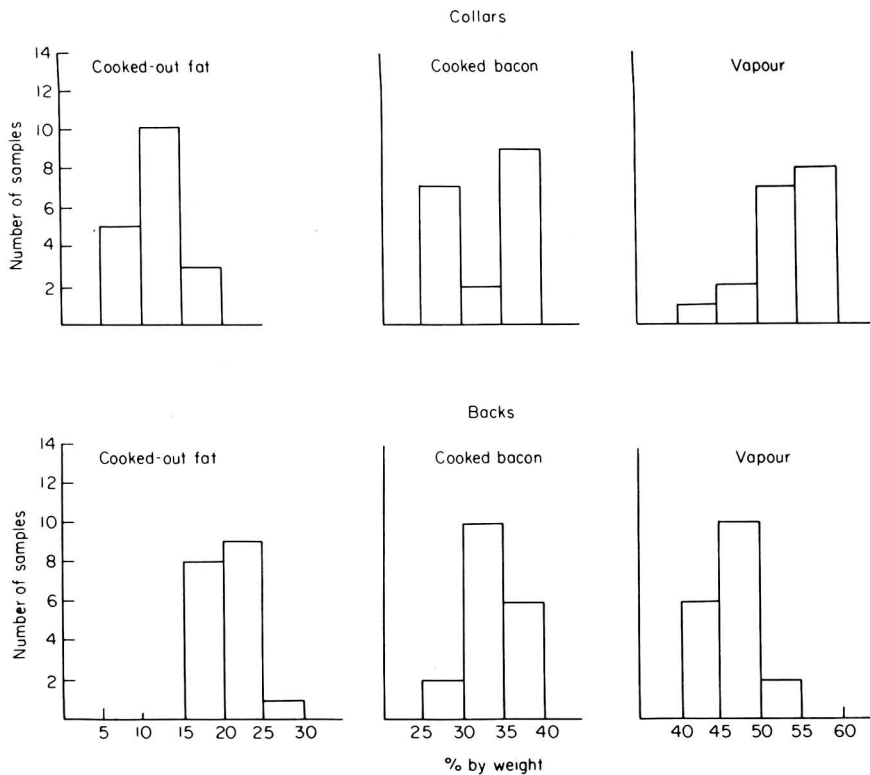 Collars
Cooked-out fat
Cooked bacon
Vapour
Number of samples
14
12
10
8
6
4
2
Backs
Cooked-out fat
Cooked bacon
Vapour
Number of samples
14
12
10
8
6
4
2
5 10 15 20 25 30
25 30 35 40
40 45 50 55 60
% by weight